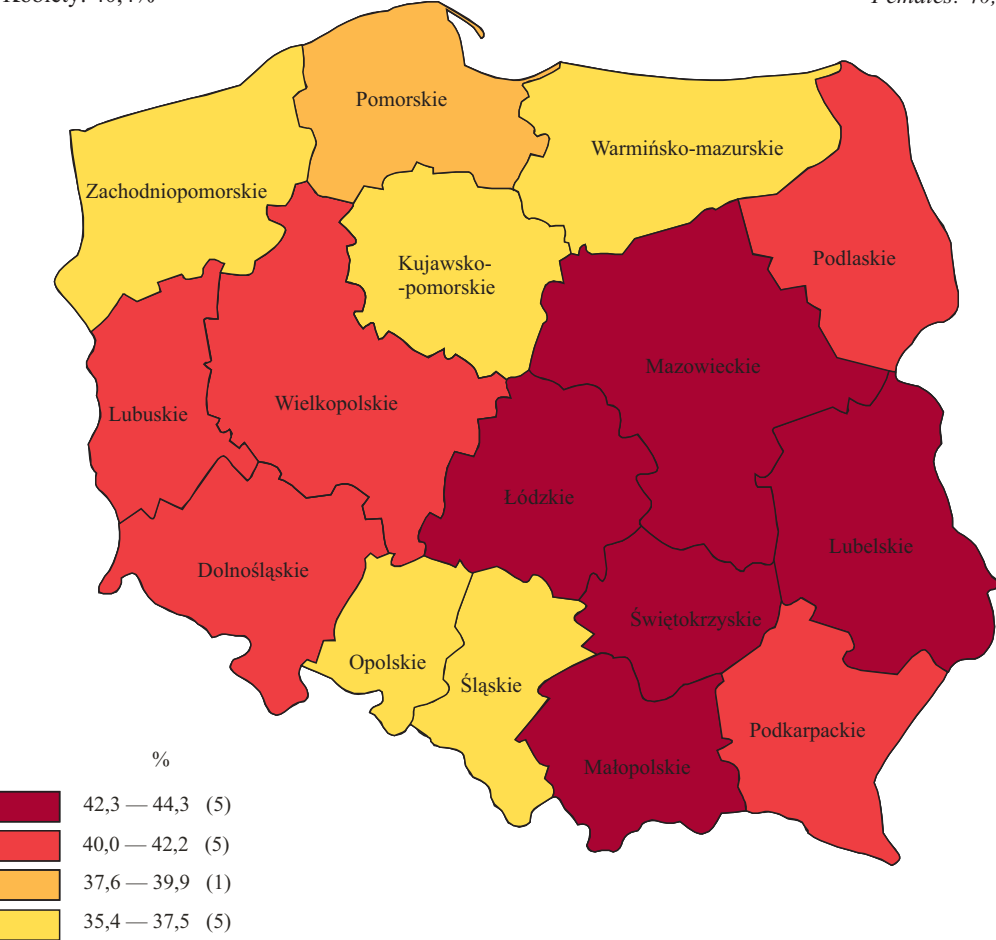 Pomorskie
Warmińsko-mazurskie
Zachodniopomorskie
Podlaskie
Kujawsko-
-pomorskie
Mazowieckie
Wielkopolskie
Lubuskie
Łódzkie
Lubelskie
Dolnośląskie
Świętokrzyskie
Opolskie
Śląskie
Podkarpackie
Małopolskie
%
42,3 — 44,3 (5)
40,0 — 42,2 (5)
37,6 — 39,9 (1)
35,4 — 37,5 (5)